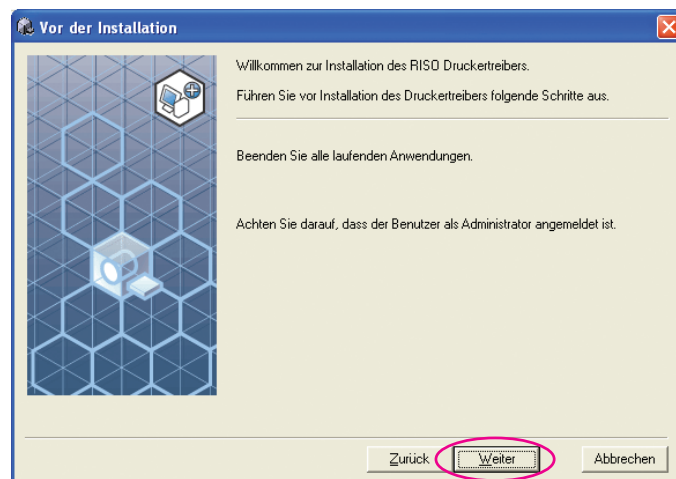 Vor der Installation
Willkommen zur Installation des RISO Druckertreibers.
Führen Sie vor Installation des Druckertreibers folgende Schritte aus.
Beenden Sie alle laufenden Anwendungen.
Achten Sie darauf, dass der Benutzer als Administrator angemeldet ist.
Zurück Weiter Abbrechen